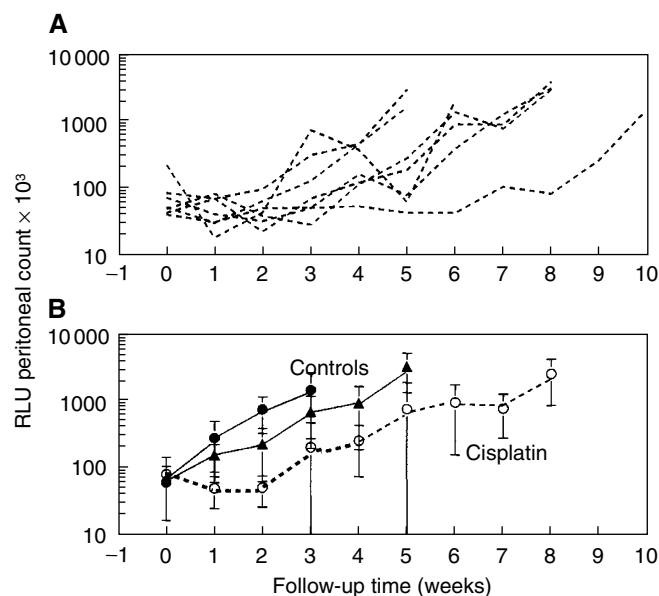 A
10 000
1000
100
10
–1 0 1 2 3 4 5 6 7 8 9 10
RLU peritoneal count × 10³
B
10 000
1000
100
10
Controls
Cisplatin
–1 0 1 2 3 4 5 6 7 8 9 10
Follow-up time (weeks)